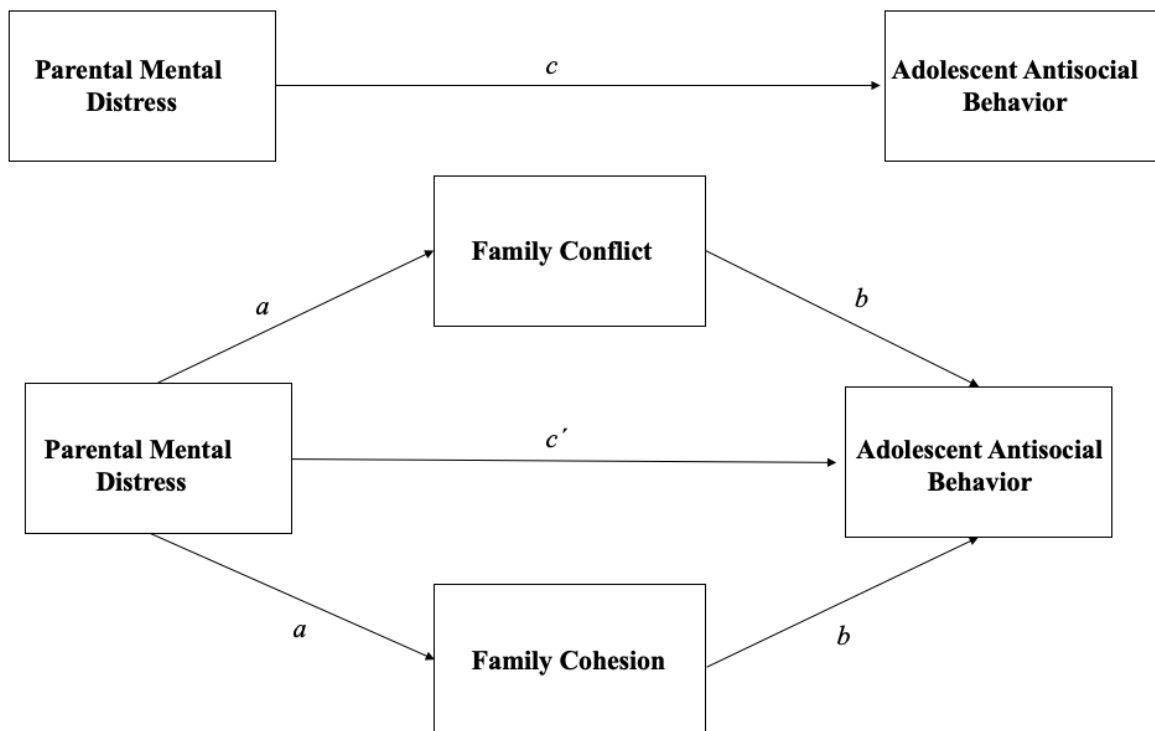 Parental Mental
Distress
c
Adolescent Antisocial
Behavior
Family Conflict
a
b
Parental Mental
Distress
c´
Adolescent Antisocial
Behavior
a
Family Cohesion
b